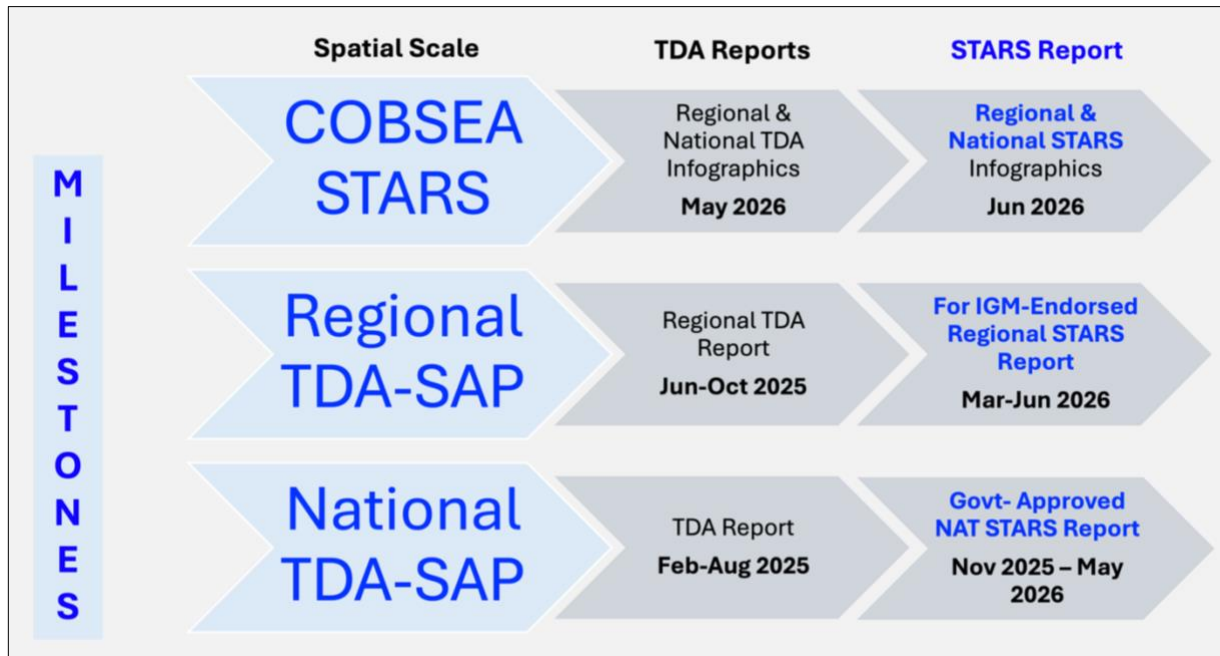 Spatial Scale
TDA Reports
STARS Report
MILESTONES
COBSEA
STARS
Regional &
National TDA
Infographics
May 2026
Regional &
National STARS
Infographics
Jun 2026
Regional
TDA-SAP
Regional TDA
Report
Jun-Oct 2025
For IGM-Endorsed
Regional STARS
Report
Mar-Jun 2026
National
TDA-SAP
TDA Report
Feb-Aug 2025
Govt- Approved
NAT STARS Report
Nov 2025 – May
2026